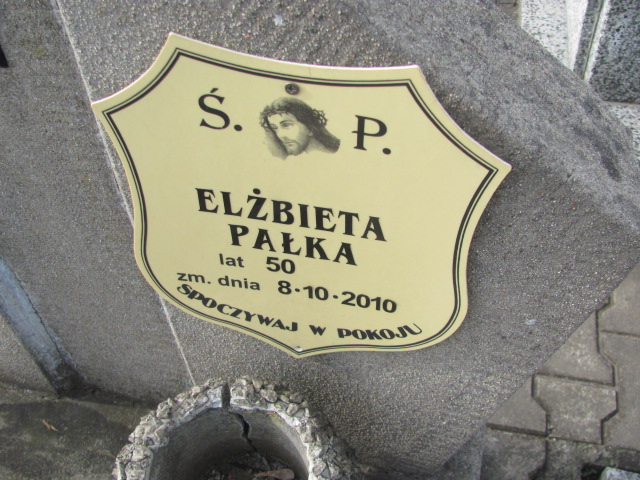 Ś. P.
ELŻBIETA
PAŁKA
lat 50
zm. dnia 8·10·2010
SPOCZYWAJ W POKOJU